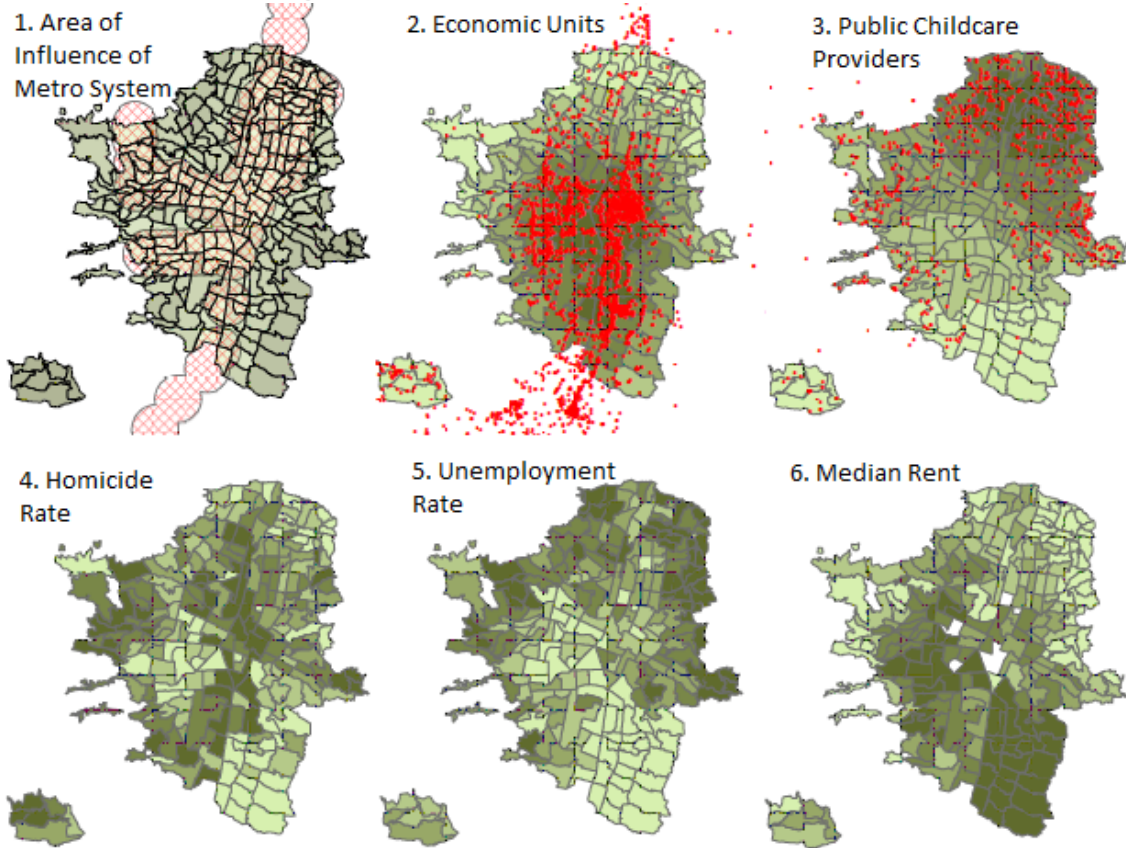 1. Area of
Influence of
Metro System
2. Economic Units
3. Public Childcare
Providers
4. Homicide
Rate
5. Unemployment
Rate
6. Median Rent